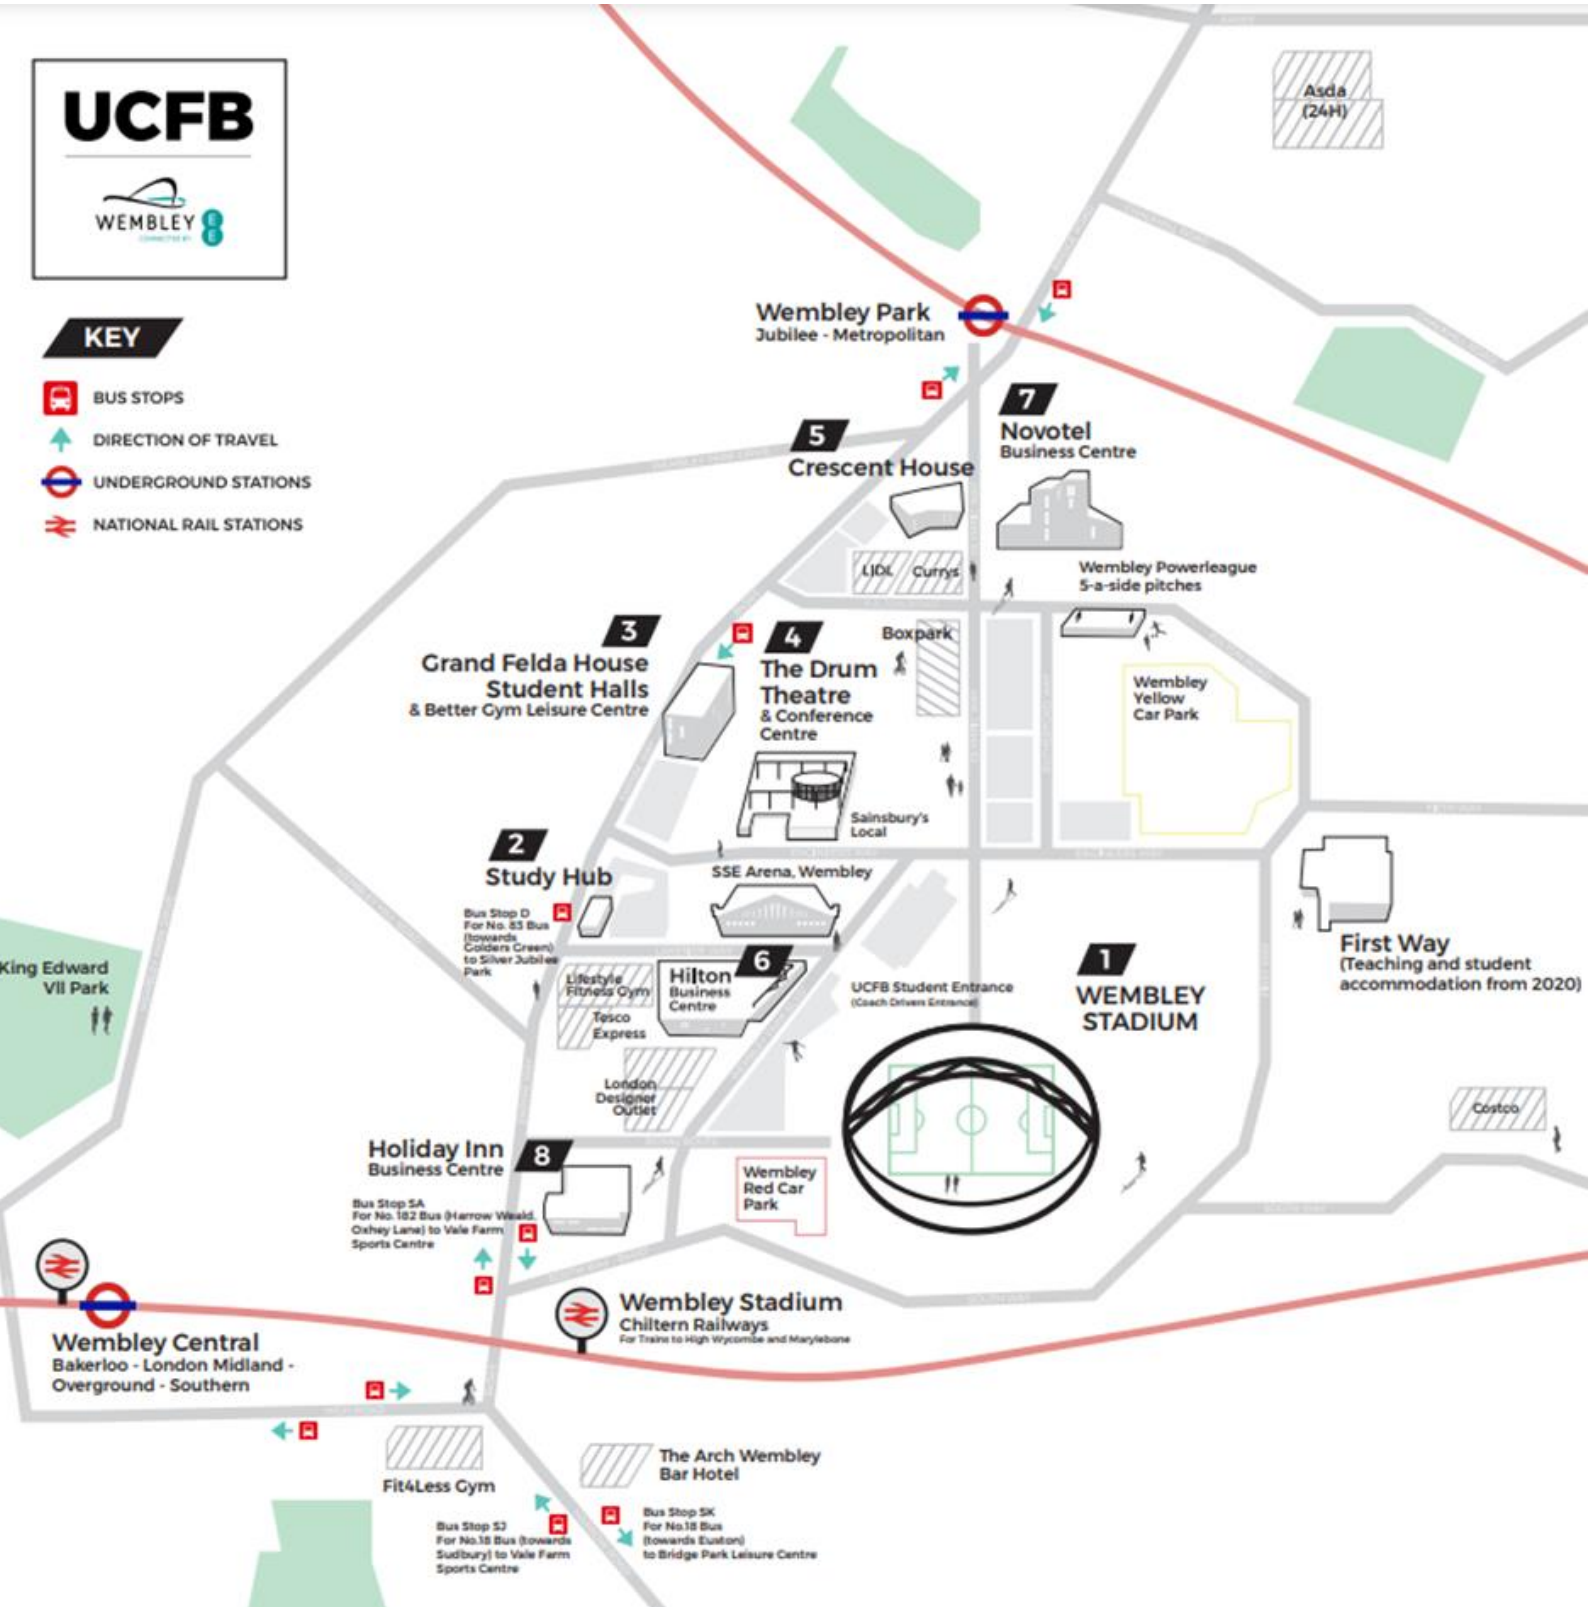 UCFB
WEMBLEY
CONNECTED BY
EE
KEY
BUS STOPS
DIRECTION OF TRAVEL
UNDERGROUND STATIONS
NATIONAL RAIL STATIONS
Asda
(24H)
Wembley Park
Jubilee - Metropolitan
7
Novotel
Business Centre
5
Crescent House
LIDL
Currys
Wembley Powerleague
5-a-side pitches
3
Grand Felda House
Student Halls
& Better Gym Leisure Centre
4
The Drum
Theatre
& Conference
Centre
Boxpark
Wembley
Yellow
Car Park
Sainsbury's
Local
2
Study Hub
SSE Arena, Wembley
Bus Stop D
For No. 83 Bus
(towards
Golders Green)
to Silver Jubilee
Park
King Edward
VII Park
Lifestyle
Fitness Gym
Tesco
Express
6
Hilton
Business
Centre
UCFB Student Entrance
(Coach Drivers Entrance)
1
WEMBLEY
STADIUM
First Way
(Teaching and student
accommodation from 2020)
London
Designer
Outlet
Costco
Holiday Inn
Business Centre
8
Wembley
Red Car
Park
Bus Stop SA
For No. 182 Bus (Harrow Weald,
Oxhey Lane) to Vale Farm
Sports Centre
Wembley Stadium
Chiltern Railways
For Trains to High Wycombe and Marylebone
Wembley Central
Bakerloo - London Midland -
Overground - Southern
Fit4Less Gym
The Arch Wembley
Bar Hotel
Bus Stop SJ
For No.18 Bus (towards
Sudbury) to Vale Farm
Sports Centre
Bus Stop SK
For No.18 Bus
(towards Euston)
to Bridge Park Leisure Centre